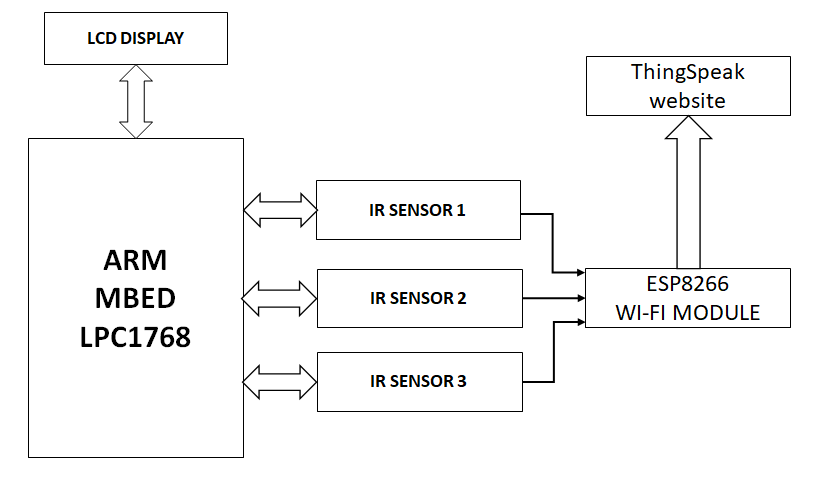 LCD DISPLAY
ThingSpeak
website
IR SENSOR 1
ARM
MBED
LPC1768
IR SENSOR 2
ESP8266
WI-FI MODULE
IR SENSOR 3